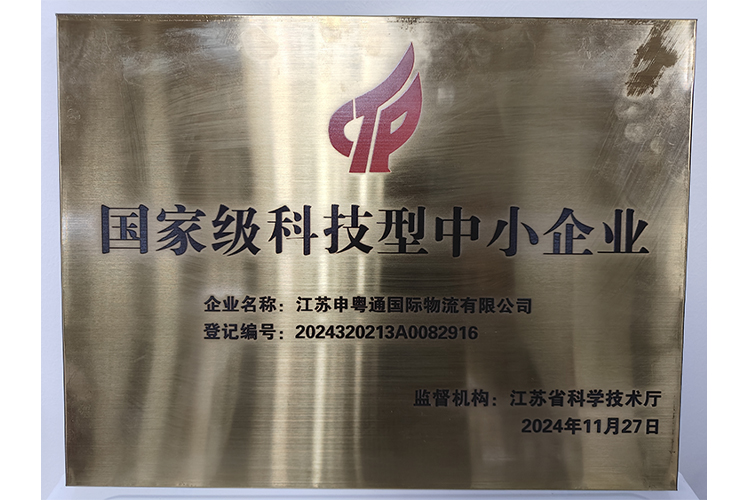 国家级科技型中小企业
企业名称：江苏申粤通国际物流有限公司
登记编号：2024320213A0082916
监督机构：江苏省科学技术厅
2024年11月27日